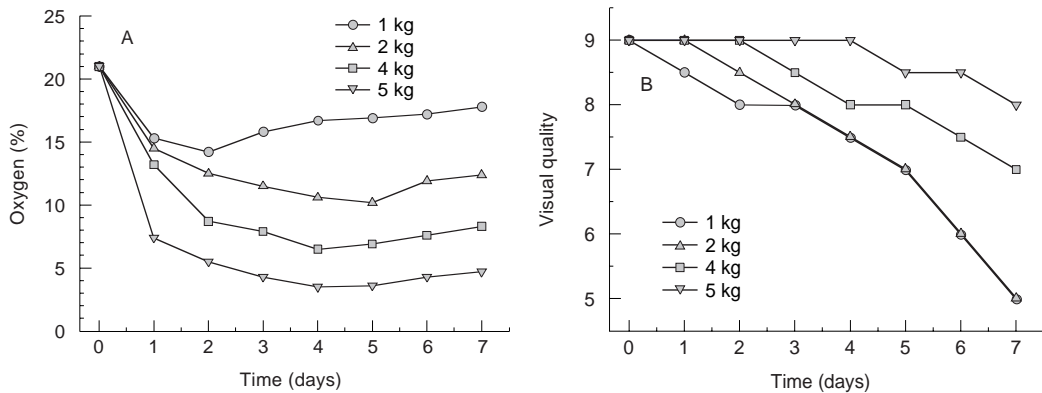 A
1 kg
2 kg
4 kg
5 kg
Oxygen (%)
25
20
15
10
5
0
0 1 2 3 4 5 6 7
Time (days)
B
1 kg
2 kg
4 kg
5 kg
Visual quality
9
8
7
6
5
0 1 2 3 4 5 6 7
Time (days)